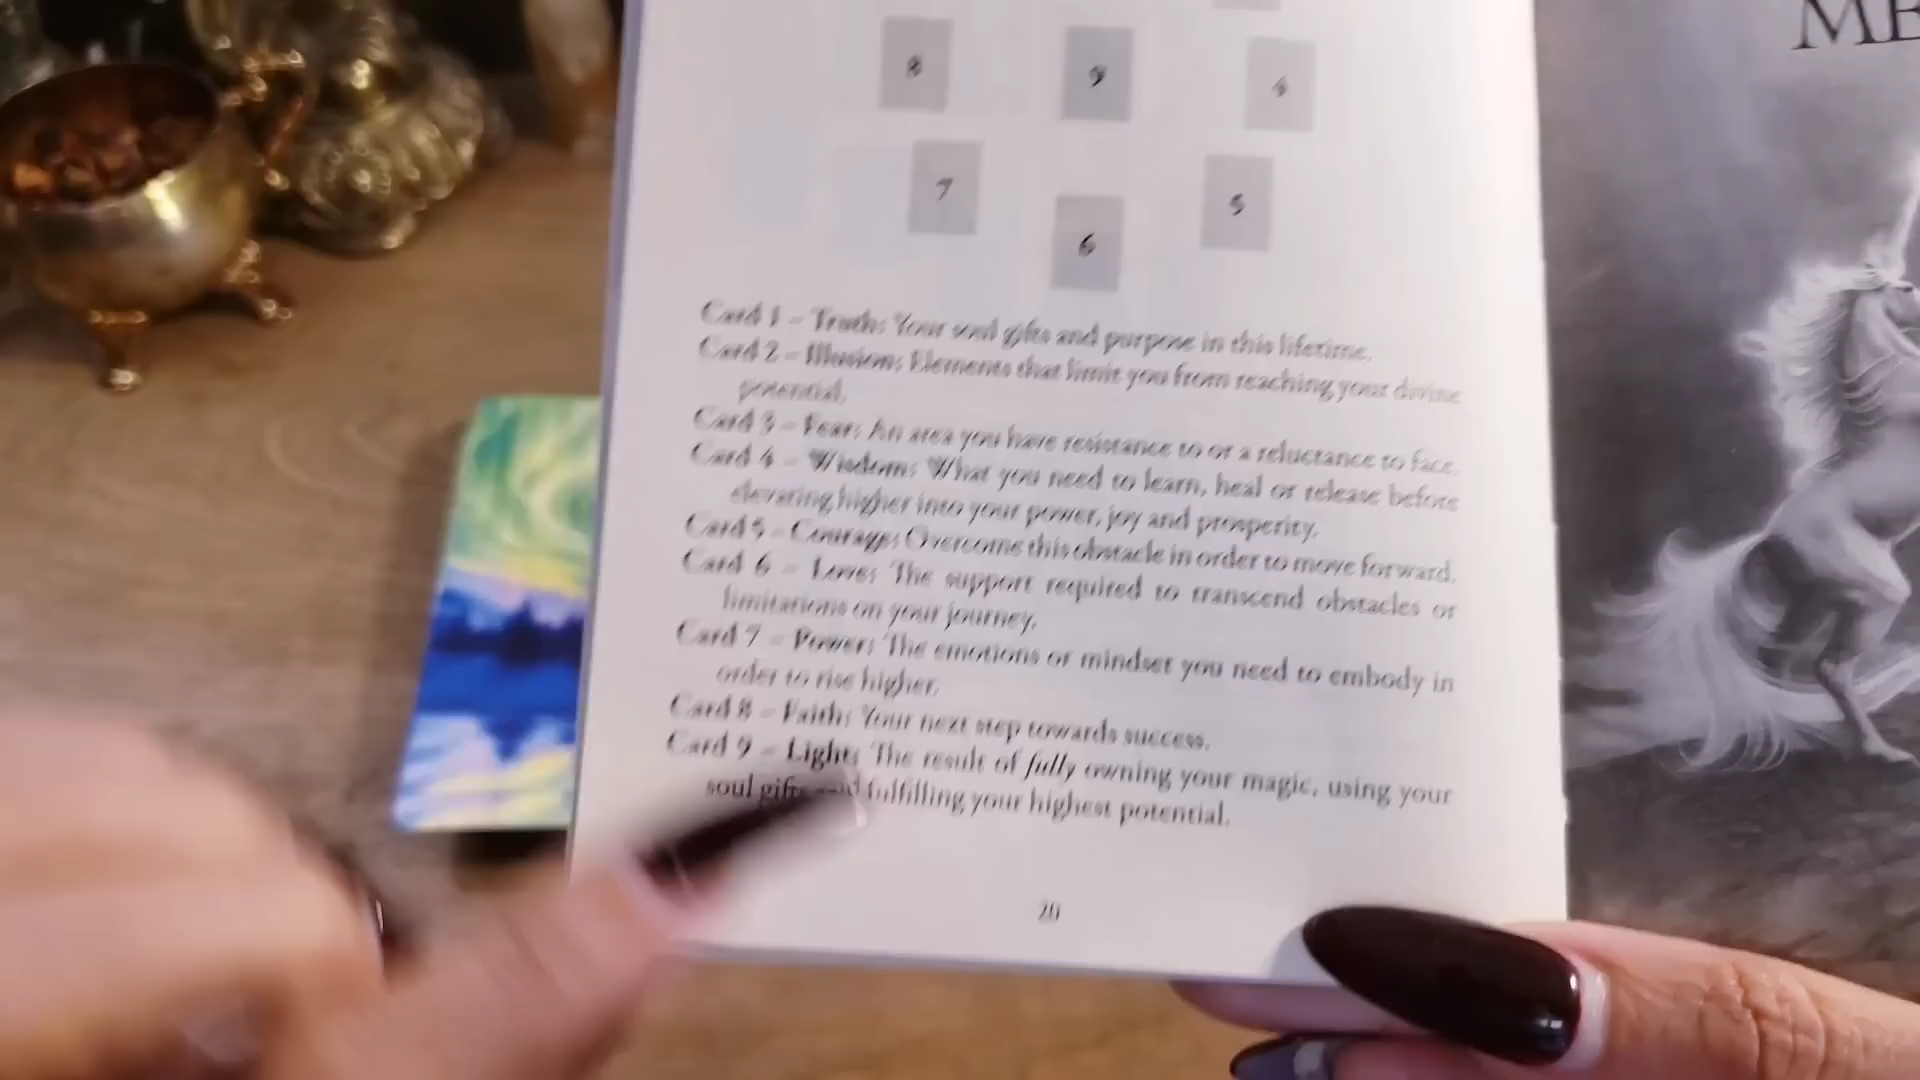 ME
8 9 4
7 5
6
Card 1 – Truth: Your soul gifts and purpose in this lifetime.
Card 2 – Illusion: Elements that limit you from reaching your divine
potential.
Card 3 – Fear: An area you have resistance to or a reluctance to face.
Card 4 – Wisdom: What you need to learn, heal or release before
elevating higher into your power, joy and prosperity.
Card 5 – Courage: Overcome this obstacle in order to move forward.
Card 6 – Love: The support required to transcend obstacles or
limitations on your journey.
Card 7 – Power: The emotions or mindset you need to embody in
order to rise higher.
Card 8 – Faith: Your next step towards success.
Card 9 – Light: The result of fully owning your magic, using your
soul gifts and fulfilling your highest potential.
20